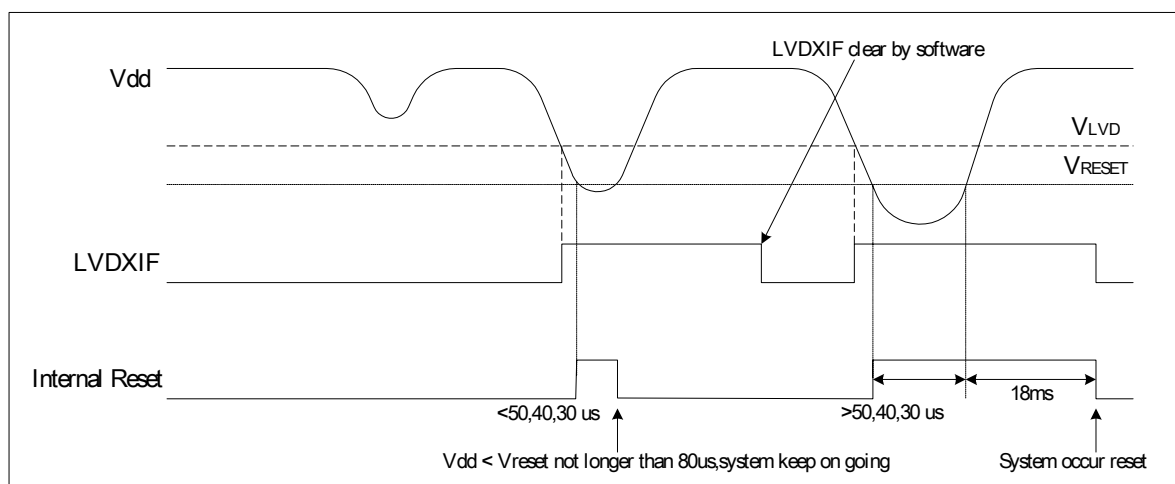 LVDXIF clear by software
Vdd
VLVD
VRESET
LVDXIF
Internal Reset
18ms
<50,40,30 us
>50,40,30 us
Vdd < Vreset not longer than 80us,system keep on going
System occur reset